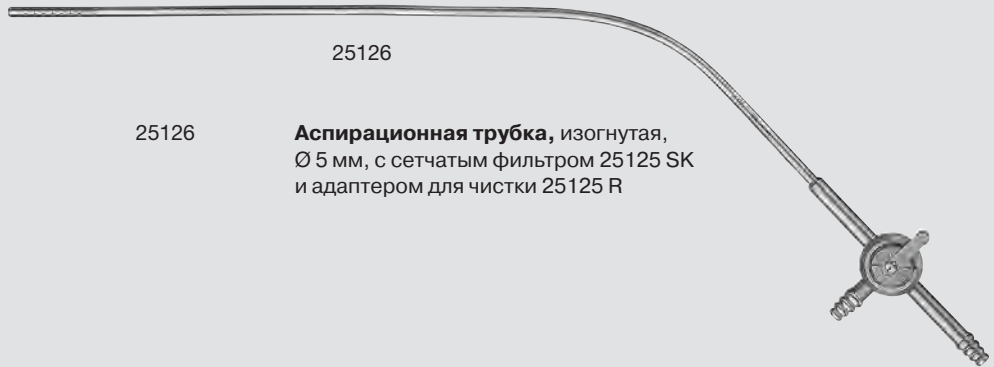 25126
25126 Аспирационная трубка, изогнутая,
Ø 5 мм, с сетчатым фильтром 25125 SK
и адаптером для чистки 25125 R